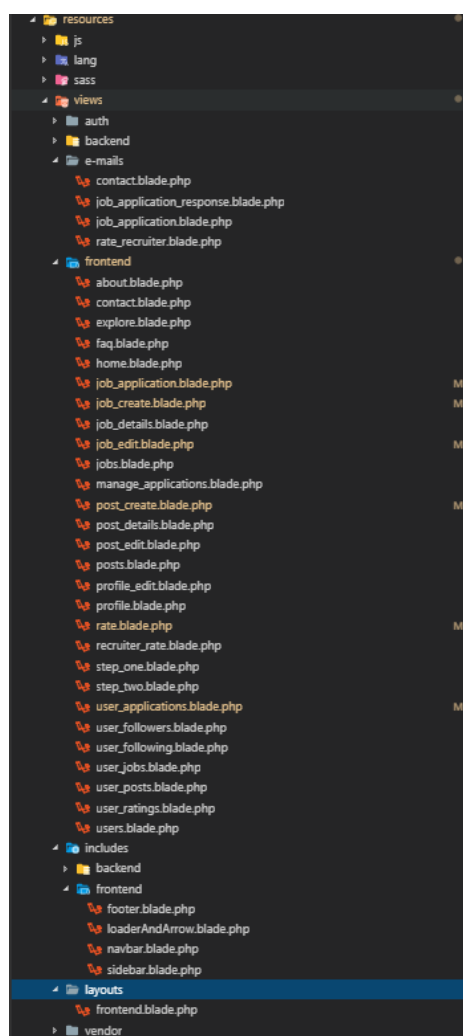 resources
js
lang
sass
views
auth
backend
e-mails
contact.blade.php
job_application_response.blade.php
job_application.blade.php
rate_recruiter.blade.php
frontend
about.blade.php
contact.blade.php
explore.blade.php
faq.blade.php
home.blade.php
job_application.blade.php M
job_create.blade.php M
job_details.blade.php
job_edit.blade.php M
jobs.blade.php
manage_applications.blade.php
post_create.blade.php M
post_details.blade.php
post_edit.blade.php
posts.blade.php
profile_edit.blade.php
profile.blade.php
rate.blade.php M
recruiter_rate.blade.php
step_one.blade.php
step_two.blade.php
user_applications.blade.php M
user_followers.blade.php
user_following.blade.php
user_jobs.blade.php
user_posts.blade.php
user_ratings.blade.php
users.blade.php
includes
backend
frontend
footer.blade.php
loaderAndArrow.blade.php
navbar.blade.php
sidebar.blade.php
layouts
frontend.blade.php
vendor